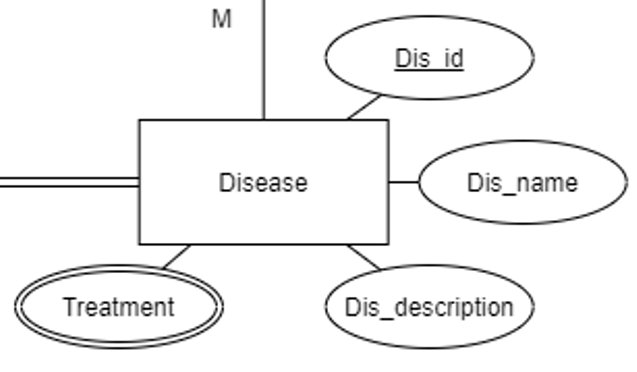 M
Dis_id
Disease
Dis_name
Treatment
Dis_description